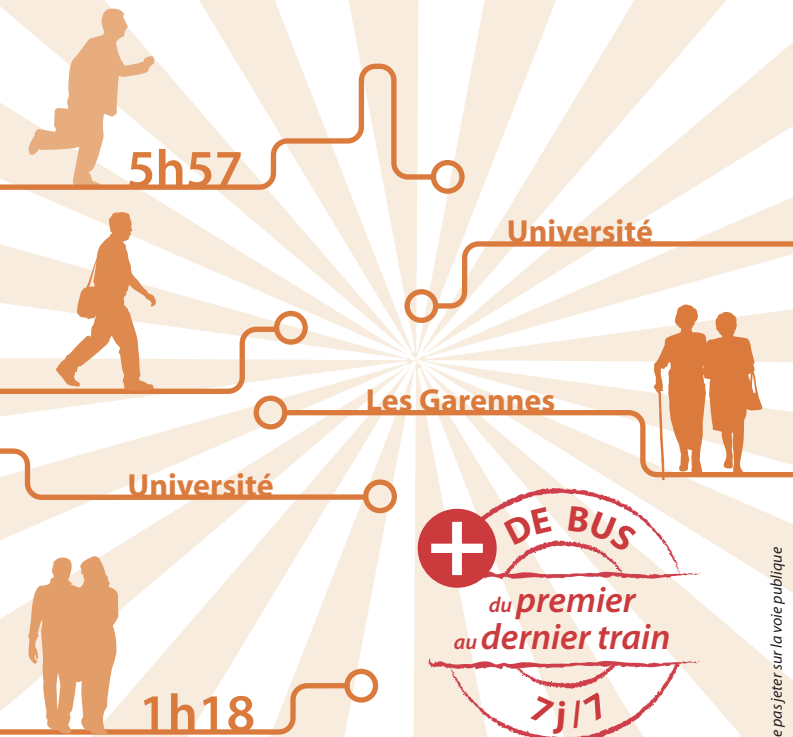 5h57
Université
Les Garennes
Université
+
DE BUS
du premier
au dernier train
7j/7
1h18
e pas jeter sur la voie publique